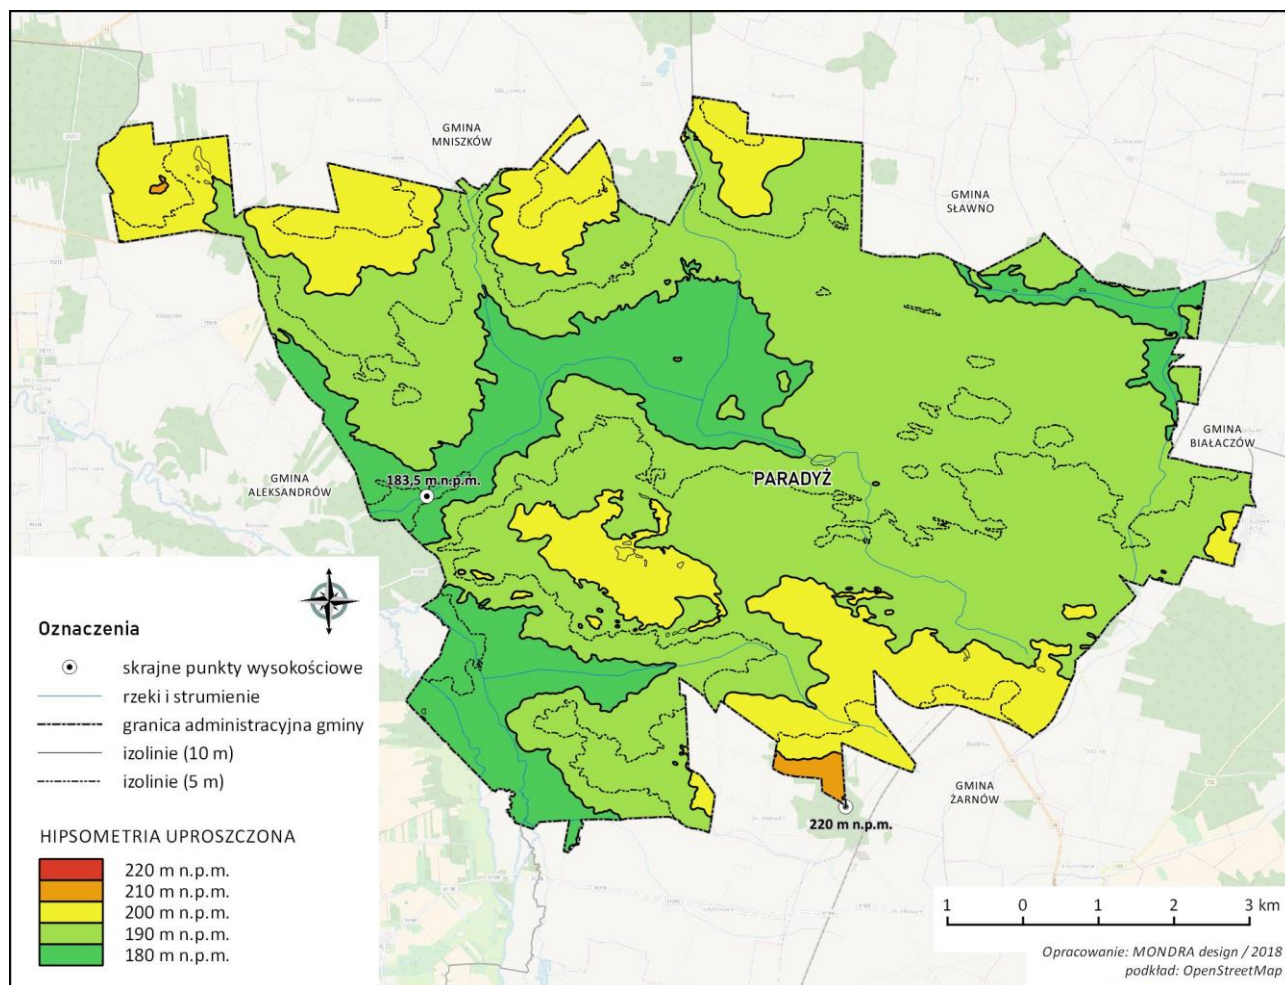 GMINA
MNISZKÓW
GMINA
SŁAWNO
GMINA
BIAŁACZÓW
GMINA
ALEKSANDRÓW
183,5 m n.p.m.
PARADYŻ
GMINA
ŻARNÓW
220 m n.p.m.
Oznaczenia
skrajne punkty wysokościowe
rzeki i strumienie
granica administracyjna gminy
izolinie (10 m)
izolinie (5 m)
HIPSOMETRIA UPROSZCZONA
220 m n.p.m.
210 m n.p.m.
200 m n.p.m.
190 m n.p.m.
180 m n.p.m.
1 0 1 2 3 km
Opracowanie: MONDRA design / 2018
podkład: OpenStreetMap